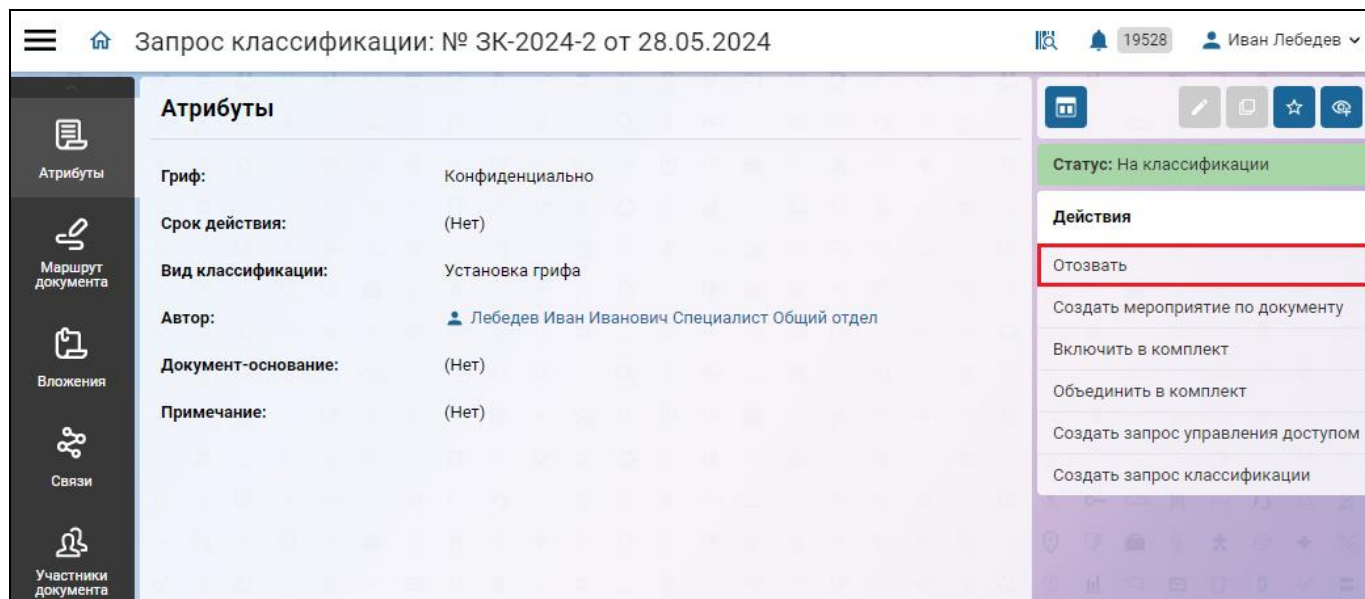 Запрос классификации: № ЗК-2024-2 от 28.05.2024
19528
Иван Лебедев
Атрибуты
Маршрут
документа
Вложения
Связи
Участники
документа
Атрибуты
Гриф: Конфиденциально
Срок действия: (Нет)
Вид классификации: Установка грифа
Автор: Лебедев Иван Иванович Специалист Общий отдел
Документ-основание: (Нет)
Примечание: (Нет)
Статус: На классификации
Действия
Отозвать
Создать мероприятие по документу
Включить в комплект
Объединить в комплект
Создать запрос управления доступом
Создать запрос классификации